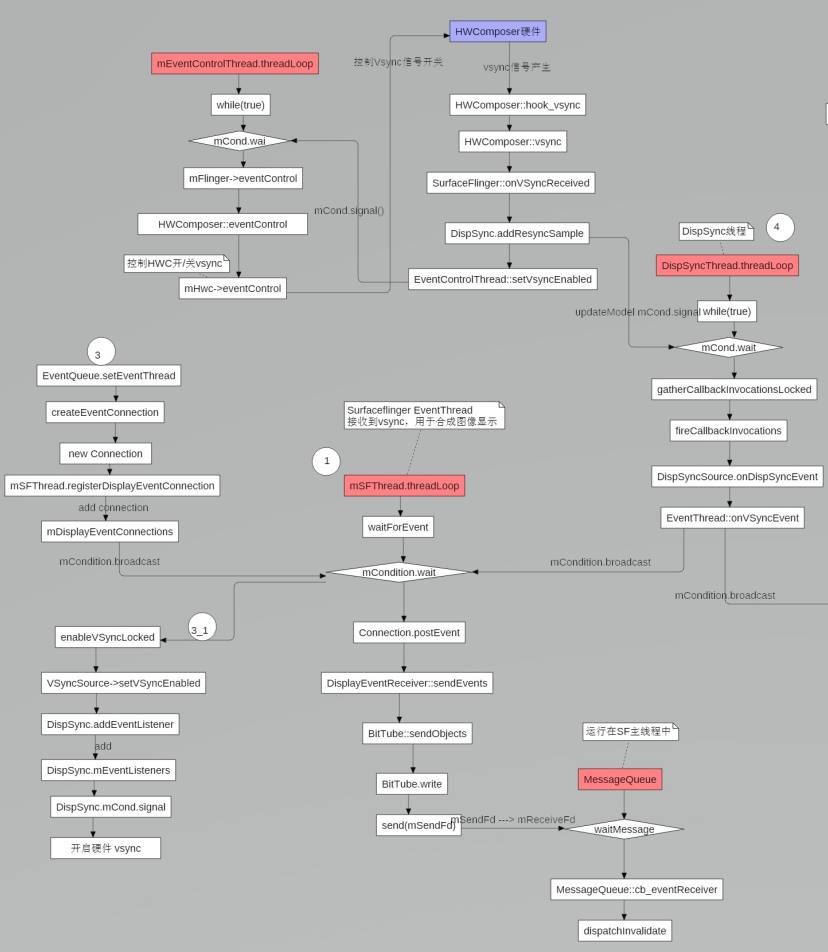 HWComposer硬件
mEventControlThread.threadLoop
控制Vsync信号开关
vsync信号产生
while(true)
HWComposer::hook_vsync
mCond.wai
HWComposer::vsync
mFlinger->eventControl
SurfaceFlinger::onVSyncReceived
mCond.signal()
HWComposer::eventControl
DispSync.addResyncSample
DispSync线程
4
控制HWC开/关vsync
DispSyncThread.threadLoop
mHwc->eventControl
EventControlThread::setVsyncEnabled
updateModel mCond.signal
while(true)
mCond.wait
3
EventQueue.setEventThread
gatherCallbackInvocationsLocked
createEventConnection
Surfaceflinger EventThread
接收到vsync，用于合成图像显示
fireCallbackInvocations
new Connection
1
mSFThread.registerDisplayEventConnection
mSFThread.threadLoop
DispSyncSource.onDispSyncEvent
add connection
mDisplayEventConnections
waitForEvent
EventThread::onVSyncEvent
mCondition.broadcast
mCondition.wait
mCondition.broadcast
mCondition.broadcast
3_1
enableVSyncLocked
Connection.postEvent
VSyncSource->setVSyncEnabled
DisplayEventReceiver::sendEvents
DispSync.addEventListener
BitTube::sendObjects
运行在SF主线程中
add
DispSync.mEventListeners
BitTube.write
MessageQueue
DispSync.mCond.signal
send(mSendFd)
mSendFd ---> mReceiveFd
waitMessage
开启硬件 vsync
MessageQueue::cb_eventReceiver
dispatchInvalidate